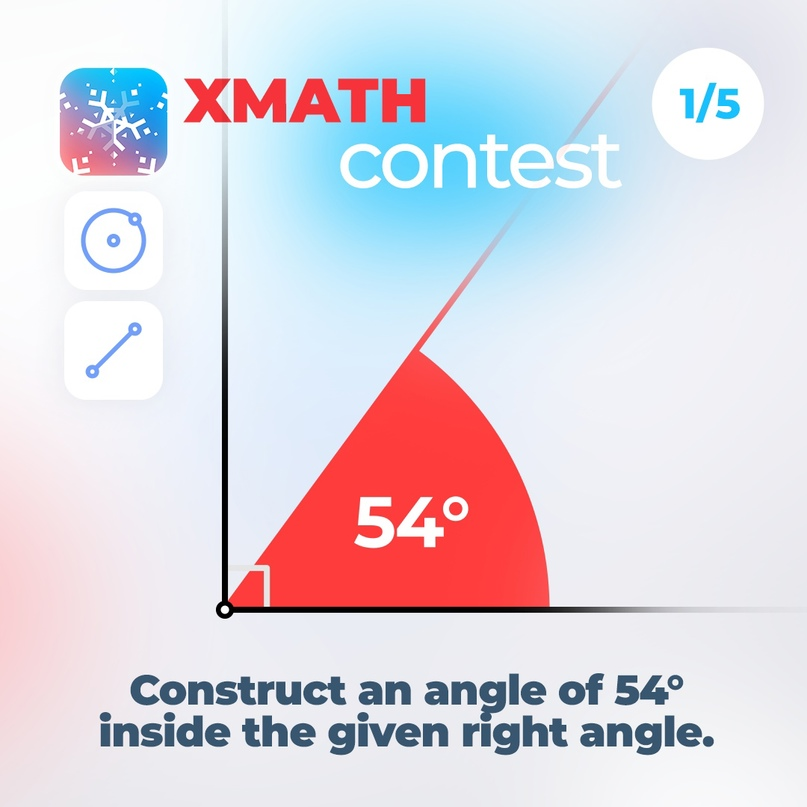 XMATH
contest
1/5
54°
Construct an angle of 54°
inside the given right angle.